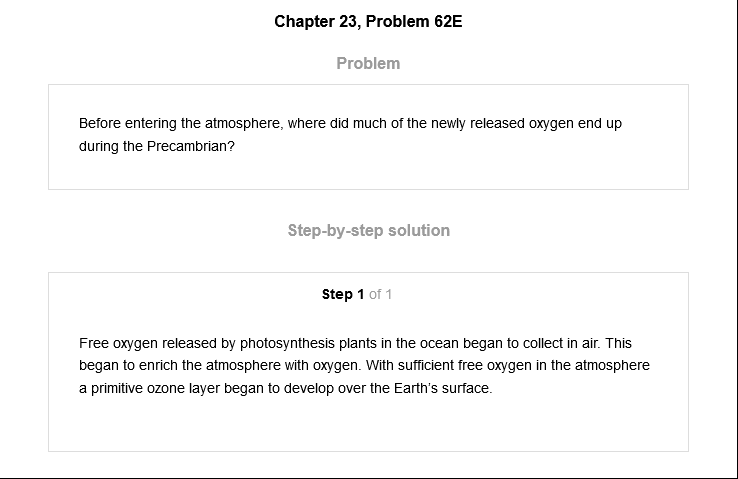 Chapter 23, Problem 62E
Problem
Before entering the atmosphere, where did much of the newly released oxygen end up
during the Precambrian?
Step-by-step solution
Step 1 of 1
Free oxygen released by photosynthesis plants in the ocean began to collect in air. This
began to enrich the atmosphere with oxygen. With sufficient free oxygen in the atmosphere
a primitive ozone layer began to develop over the Earth's surface.